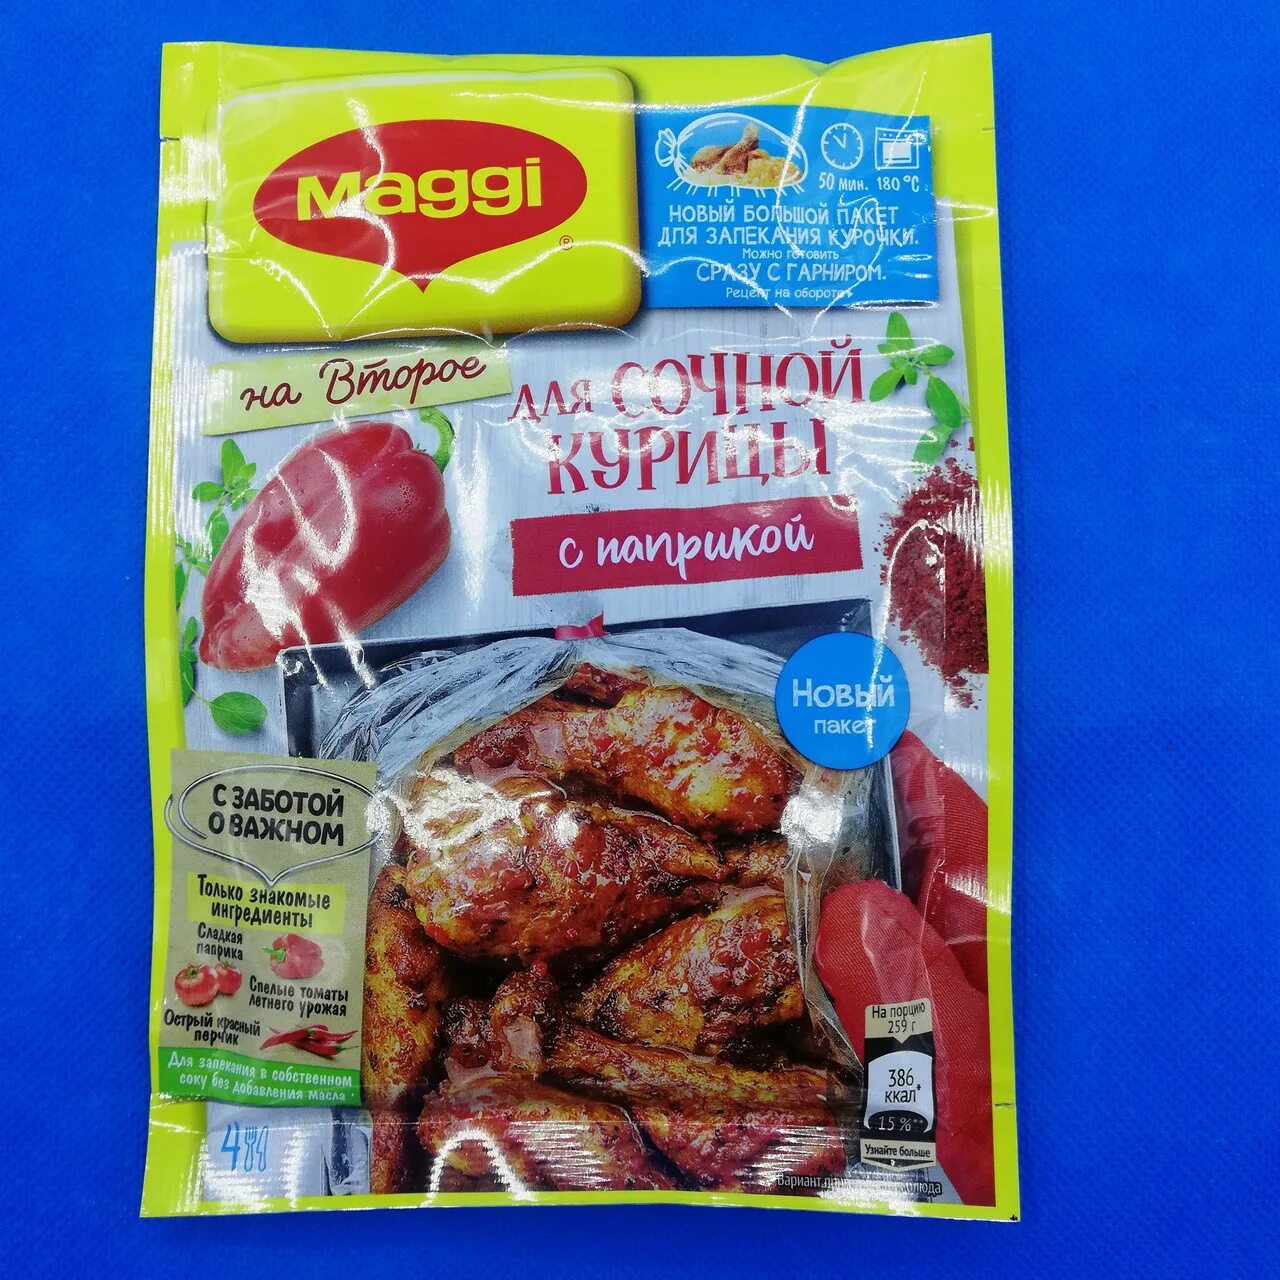 Maggi
®
50 мин. 180 °C
Новый большой пакет
для запекания курочки.
Можно готовить
сразу с гарниром.
Рецепт на обороте
на Второе
для СОЧНОЙ
КУРИЦЫ
с паприкой
Новый
пакет
С ЗАБОТОЙ
О ВАЖНОМ
Только знакомые
ингредиенты
Сладкая
паприка
Спелые томаты
летнего урожая
Острый красный
перчик
Для запекания в собственном
соку без добавления масла
На порцию
259 г
386
ккал*
15%**
Узнайте больше
4
Вариант